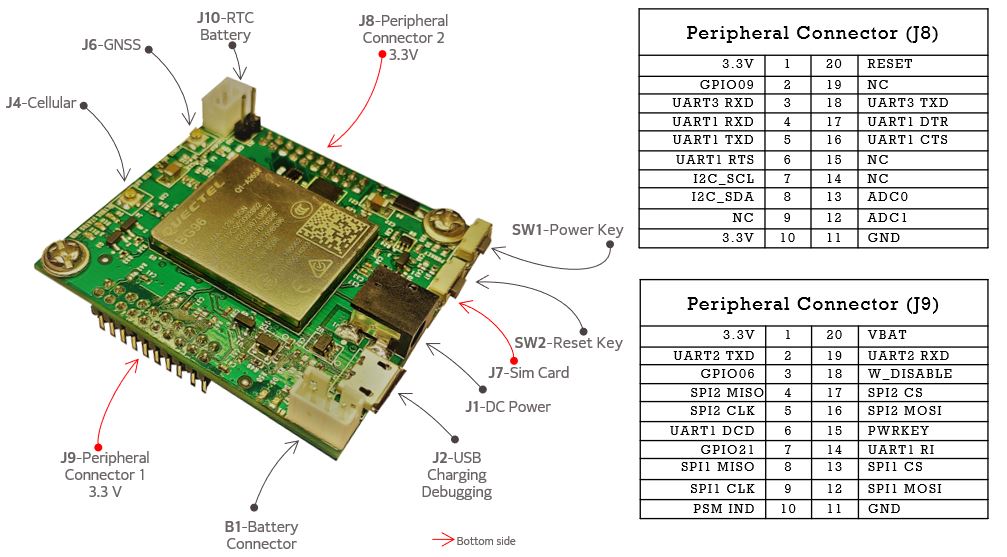 J10-RTC
Battery
J8-Peripheral
Connector 2
3.3V
J6-GNSS
J4-Cellular
QUECTEL
BG96
SW1-Power Key
SW2-Reset Key
J7-Sim Card
J1-DC Power
J2-USB
Charging
Debugging
B1-Battery
Connector
J9-Peripheral
Connector 1
3.3 V
Bottom side
Peripheral Connector (J8)
3.3V 1 20 RESET
GPIO09 2 19 NC
UART3 RXD 3 18 UART3 TXD
UART1 RXD 4 17 UART1 DTR
UART1 TXD 5 16 UART1 CTS
UART1 RTS 6 15 NC
I2C_SCL 7 14 NC
I2C_SDA 8 13 ADC0
NC 9 12 ADC1
3.3V 10 11 GND
Peripheral Connector (J9)
3.3V 1 20 VBAT
UART2 TXD 2 19 UART2 RXD
GPIO06 3 18 W_DISABLE
SPI2 MISO 4 17 SPI2 CS
SPI2 CLK 5 16 SPI2 MOSI
UART1 DCD 6 15 PWRKEY
GPIO21 7 14 UART1 RI
SPI1 MISO 8 13 SPI1 CS
SPI1 CLK 9 12 SPI1 MOSI
PSM IND 10 11 GND